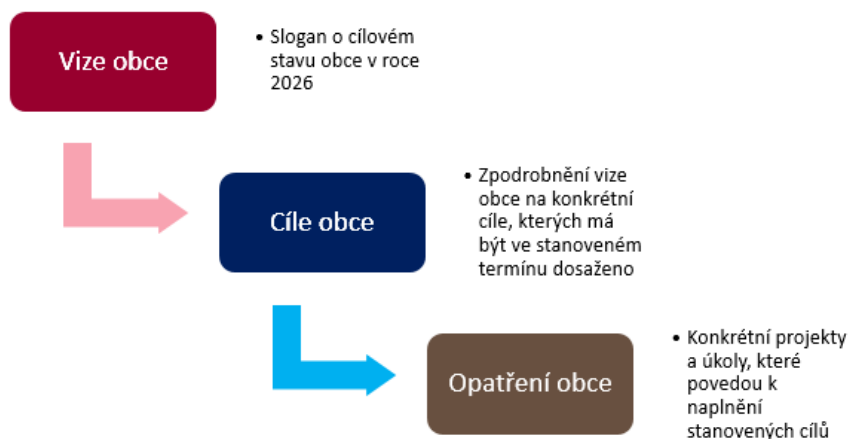 Vize obce
• Slogan o cílovém
stavu obce v roce
2026
Cíle obce
• Zpodrobnění vize
obce na konkrétní
cíle, kterých má
být ve stanoveném
termínu dosaženo
Opatření obce
• Konkrétní projekty
a úkoly, které
povedou k
naplnění
stanovených cílů